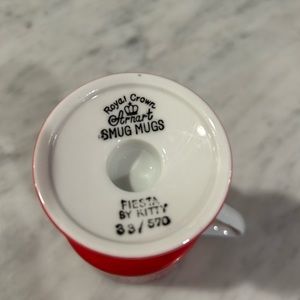 Royal Crown
Arnart
SMUG MUGS
FIESTA
BY KITTY
33/570